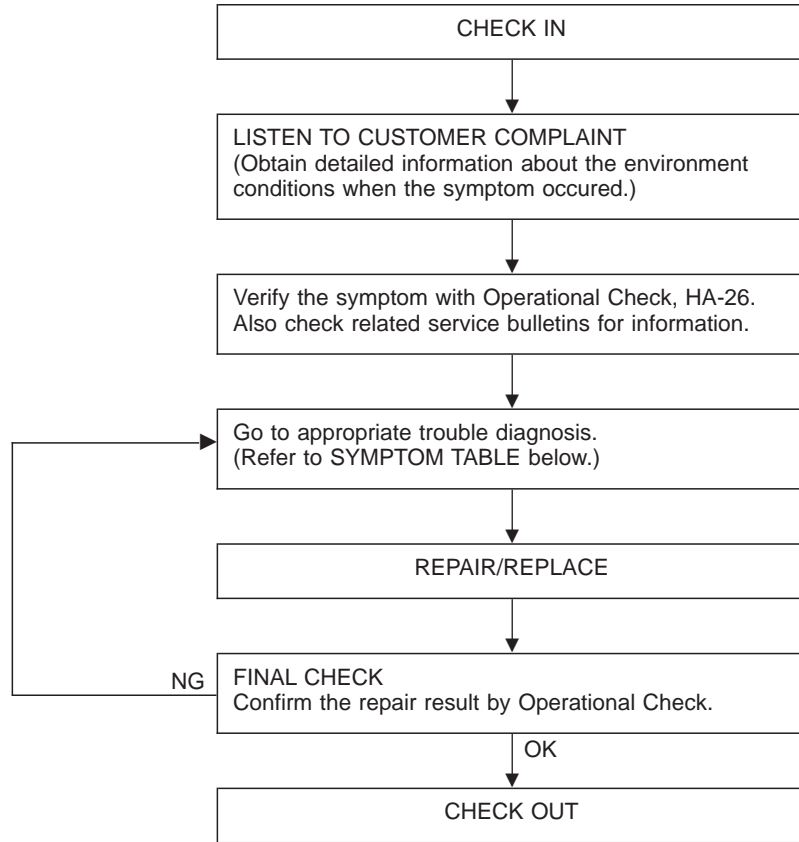 CHECK IN
LISTEN TO CUSTOMER COMPLAINT
(Obtain detailed information about the environment
conditions when the symptom occured.)
Verify the symptom with Operational Check, HA-26.
Also check related service bulletins for information.
Go to appropriate trouble diagnosis.
(Refer to SYMPTOM TABLE below.)
REPAIR/REPLACE
NG
FINAL CHECK
Confirm the repair result by Operational Check.
OK
CHECK OUT